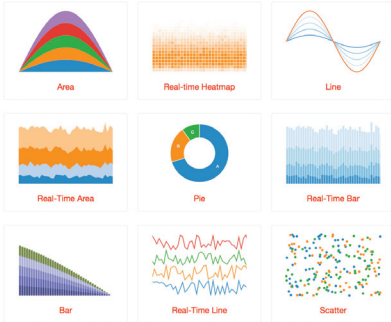 Area
Real-time Heatmap
Line
Real-Time Area
A
B
C
Pie
Real-Time Bar
Bar
Real-Time Line
Scatter